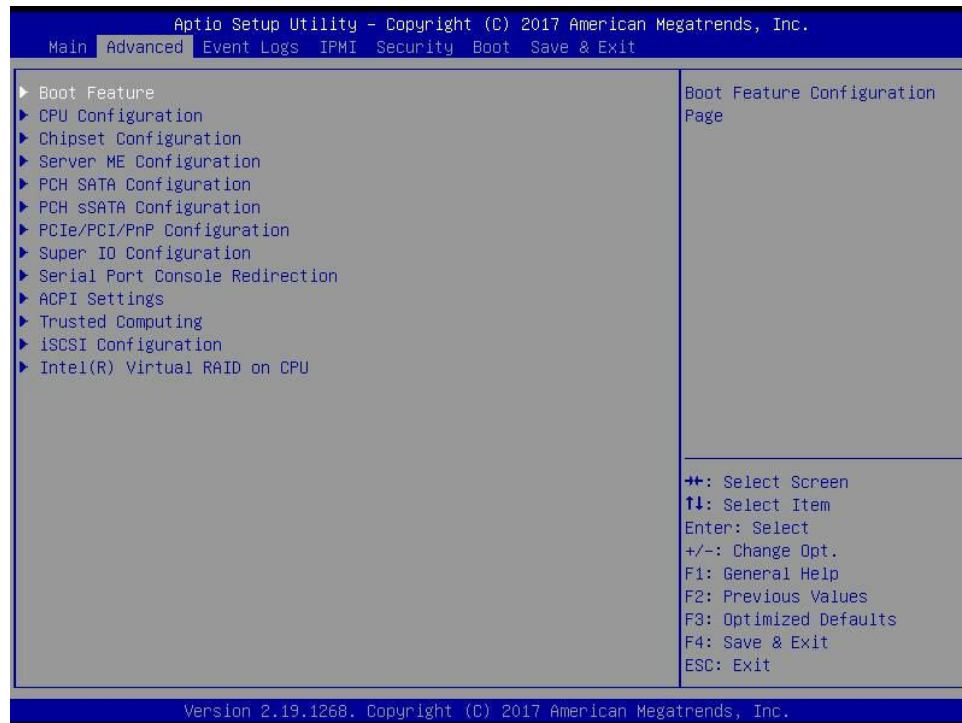 Aptio Setup Utility – Copyright (C) 2017 American Megatrends, Inc.
Main Advanced Event Logs IPMI Security Boot Save & Exit
▶ Boot Feature
▶ CPU Configuration
▶ Chipset Configuration
▶ Server ME Configuration
▶ PCH SATA Configuration
▶ PCH sSATA Configuration
▶ PCIe/PCI/PnP Configuration
▶ Super IO Configuration
▶ Serial Port Console Redirection
▶ ACPI Settings
▶ Trusted Computing
▶ iSCSI Configuration
▶ Intel(R) Virtual RAID on CPU
Boot Feature Configuration
Page
→←: Select Screen
↑↓: Select Item
Enter: Select
+/-: Change Opt.
F1: General Help
F2: Previous Values
F3: Optimized Defaults
F4: Save & Exit
ESC: Exit
Version 2.19.1268. Copyright (C) 2017 American Megatrends, Inc.